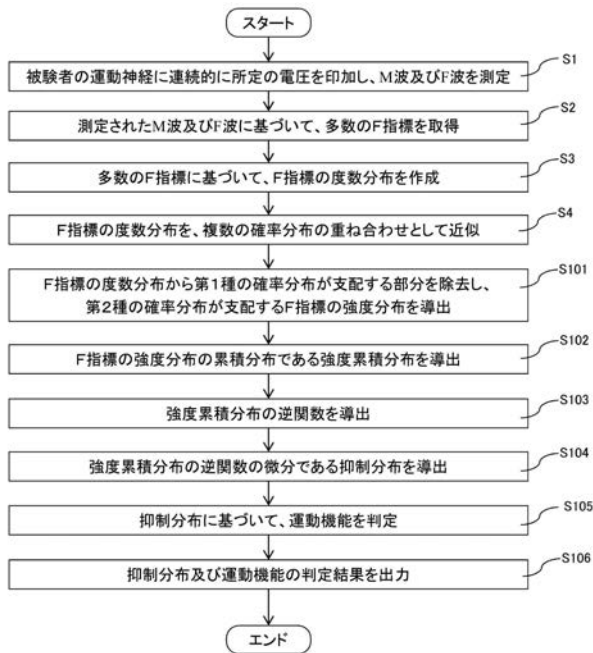 スタート
S1
被験者の運動神経に連続的に所定の電圧を印加し、M波及びF波を測定
S2
測定されたM波及びF波に基づいて、多数のF指標を取得
S3
多数のF指標に基づいて、F指標の度数分布を作成
S4
F指標の度数分布を、複数の確率分布の重ね合わせとして近似
S101
F指標の度数分布から第1種の確率分布が支配する部分を除去し、
第2種の確率分布が支配するF指標の強度分布を導出
S102
F指標の強度分布の累積分布である強度累積分布を導出
S103
強度累積分布の逆関数を導出
S104
強度累積分布の逆関数の微分である抑制分布を導出
S105
抑制分布に基づいて、運動機能を判定
S106
抑制分布及び運動機能の判定結果を出力
エンド